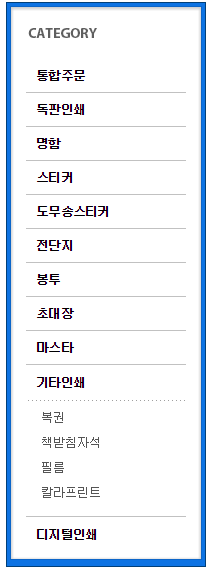 CATEGORY
통합주문
독판인쇄
명함
스티커
도무송스티커
전단지
봉투
초대장
마스타
기타인쇄
복권
책받침자석
필름
칼라프린트
디지털인쇄